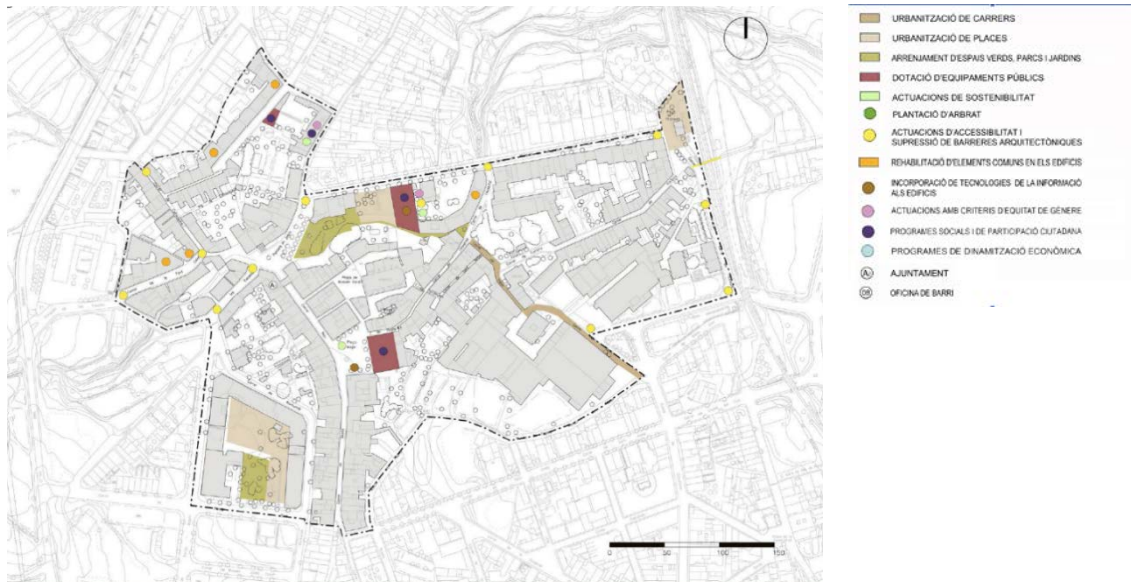 URBANITZACIÓ DE CARRERS
URBANITZACIÓ DE PLACES
ARRENJAMENT D'ESPAIS VERDS, PARCS I JARDINS
DOTACIÓ D'EQUIPAMENTS PÚBLICS
ACTUACIONS DE SOSTENIBILITAT
PLANTACIÓ D'ARBRAT
ACTUACIONS D'ACCESSIBILITAT I
SUPRESSIÓ DE BARRERES ARQUITECTÒNIQUES
REHABILITACIÓ D'ELEMENTS COMUNS EN ELS EDIFICIS
INCORPORACIÓ DE TECNOLOGIES DE LA INFORMACIÓ
ALS EDIFICIS
ACTUACIONS AMB CRITERIS D'EQUITAT DE GÈNERE
PROGRAMES SOCIALS I DE PARTICIPACIÓ CIUTADANA
PROGRAMES DE DINAMITZACIÓ ECONÒMICA
AJUNTAMENT
OFICINA DE BARRI
0 50 100 150